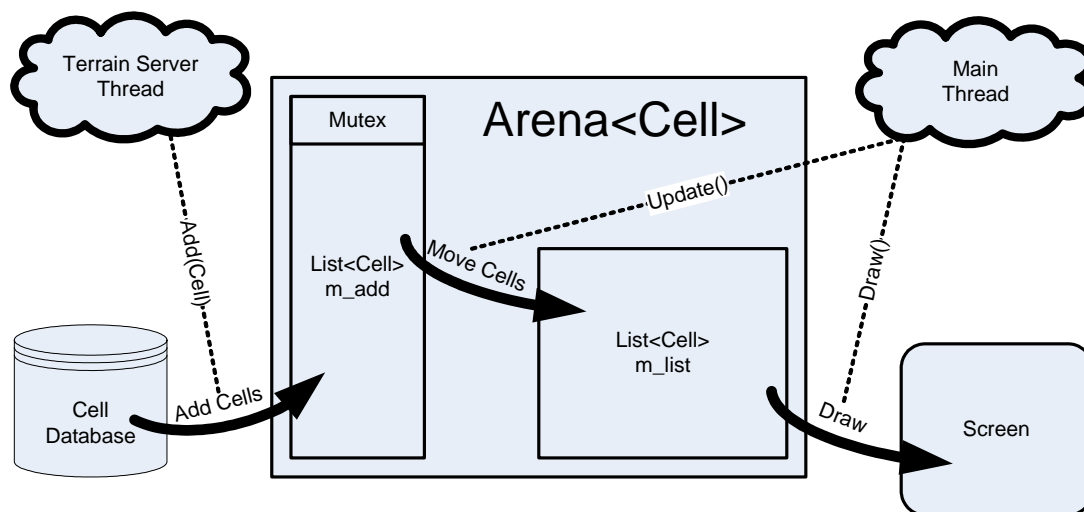 Terrain Server
Thread
Main
Thread
Mutex
Arena<Cell>
Update()
Add(Cell)
List<Cell>
m_add
Move Cells
Draw()
List<Cell>
m_list
Cell
Database
Add Cells
Draw
Screen